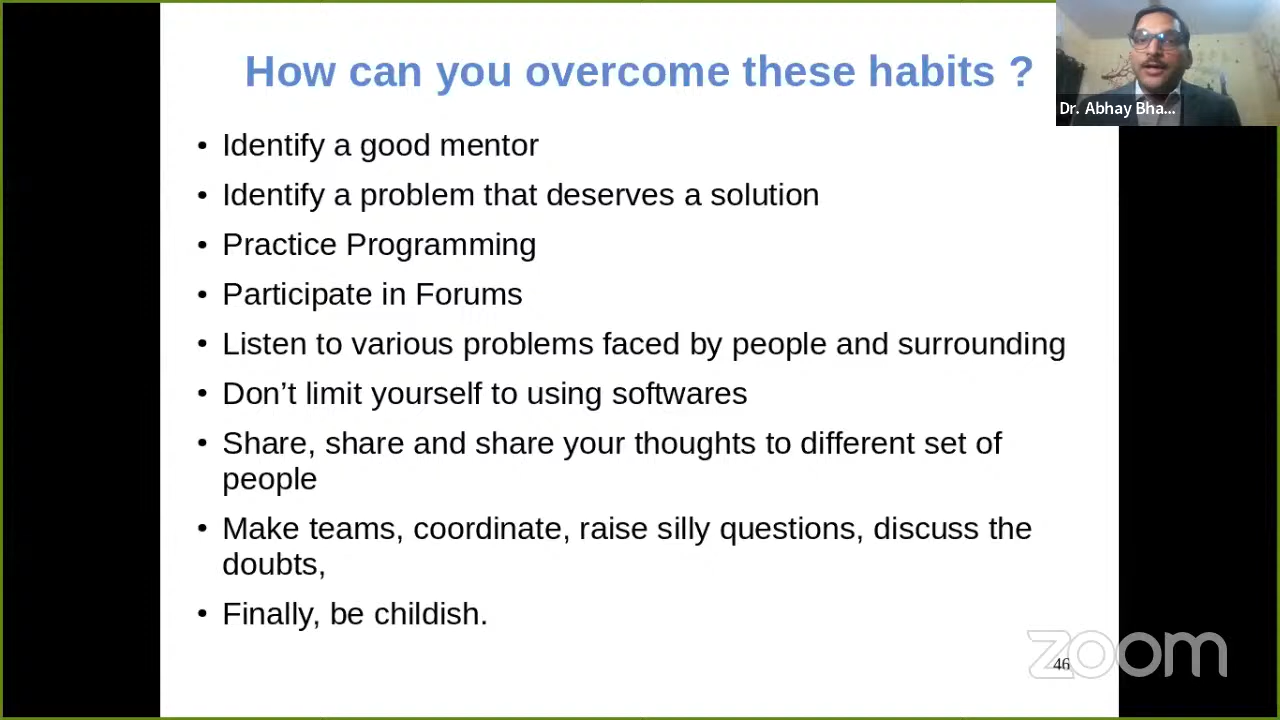 How can you overcome these habits ?
Dr. Abhay Bha...
• Identify a good mentor
• Identify a problem that deserves a solution
• Practice Programming
• Participate in Forums
• Listen to various problems faced by people and surrounding
• Don’t limit yourself to using softwares
• Share, share and share your thoughts to different set of
people
• Make teams, coordinate, raise silly questions, discuss the
doubts,
• Finally, be childish.
46
zoom